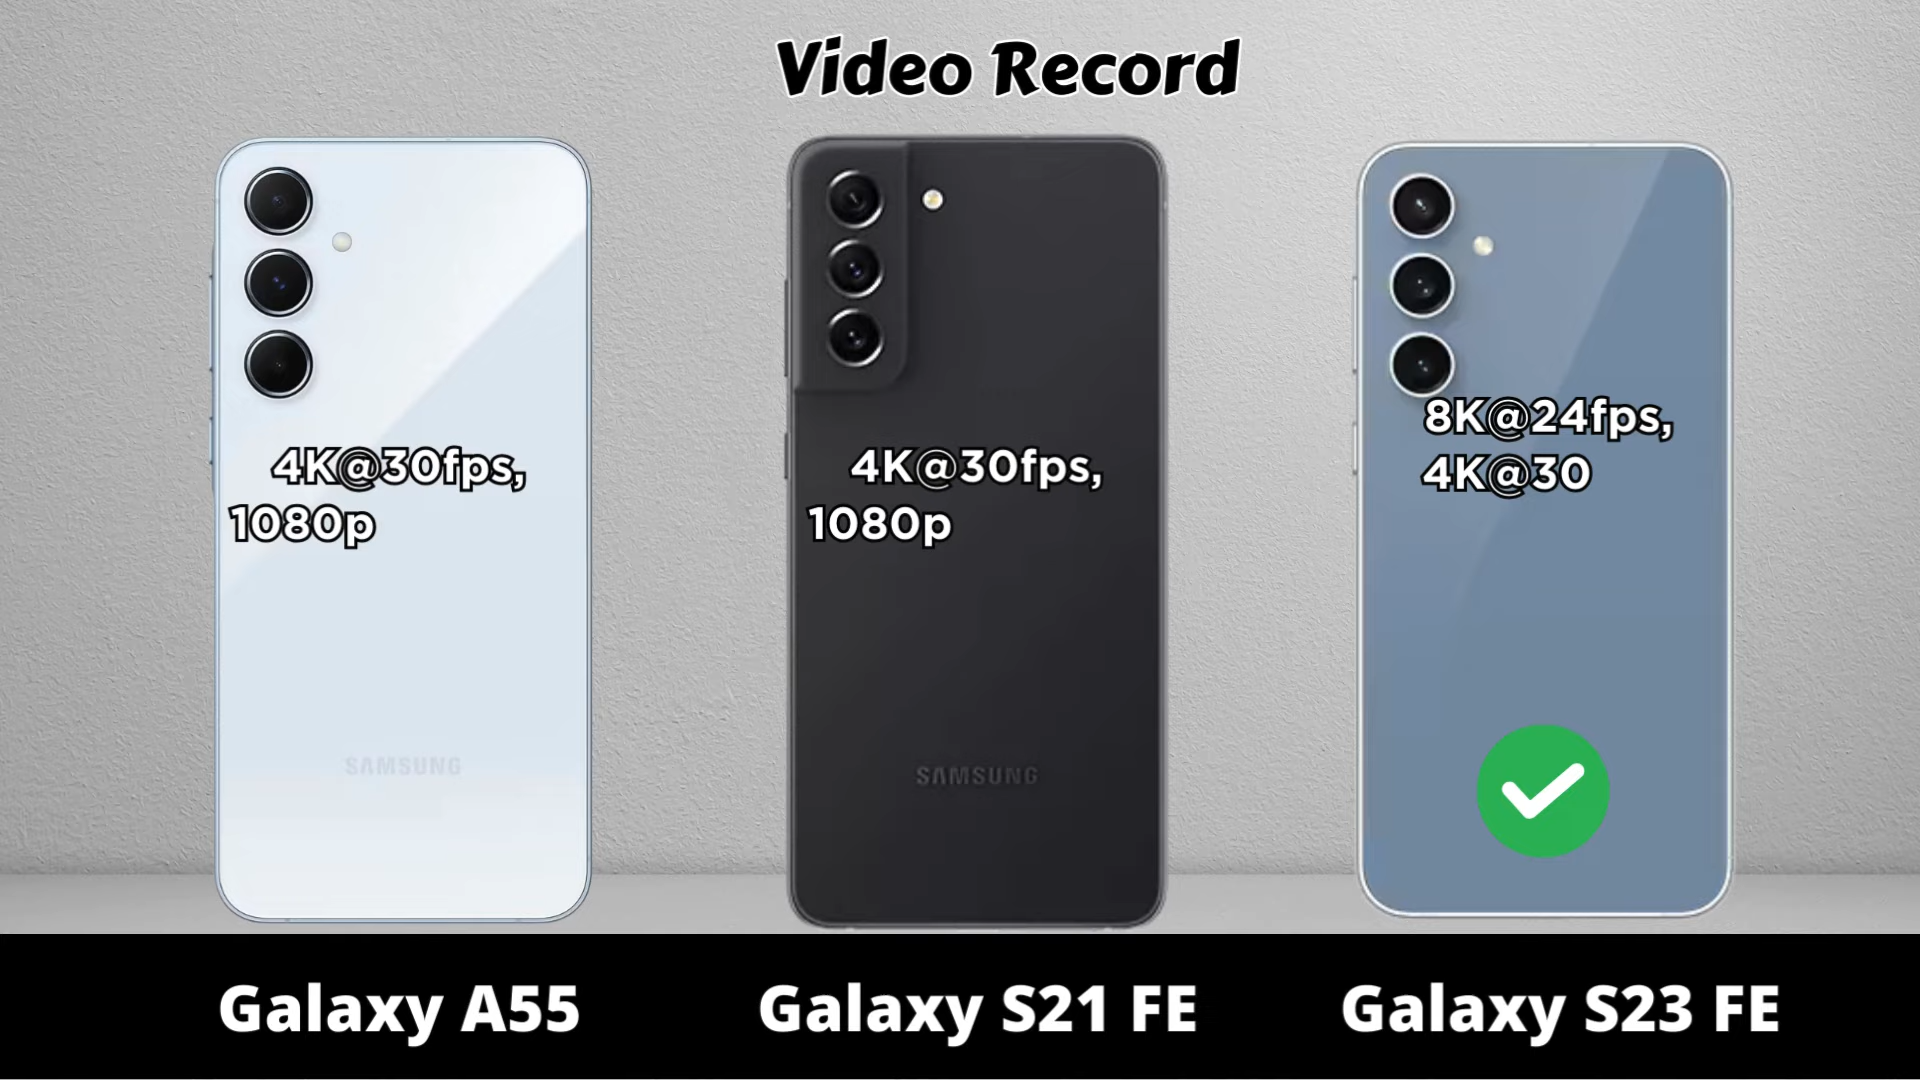 Video Record
4K@30fps,
1080p
4K@30fps,
1080p
8K@24fps,
4K@30
SAMSUNG
SAMSUNG
Galaxy A55
Galaxy S21 FE
Galaxy S23 FE